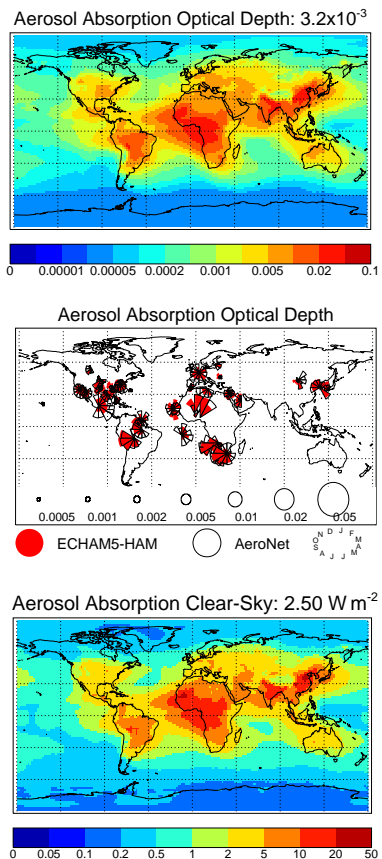 Aerosol Absorption Optical Depth: 3.2x10-3
0 0.00001 0.00005 0.0002 0.001 0.005 0.02 0.1
Aerosol Absorption Optical Depth
0.0005 0.001 0.002 0.005 0.01 0.02 0.05
ECHAM5-HAM AeroNet J F M A M J J A S O N D
Aerosol Absorption Clear-Sky: 2.50 W m-2
0 0.05 0.1 0.2 0.5 1 2 5 10 20 50